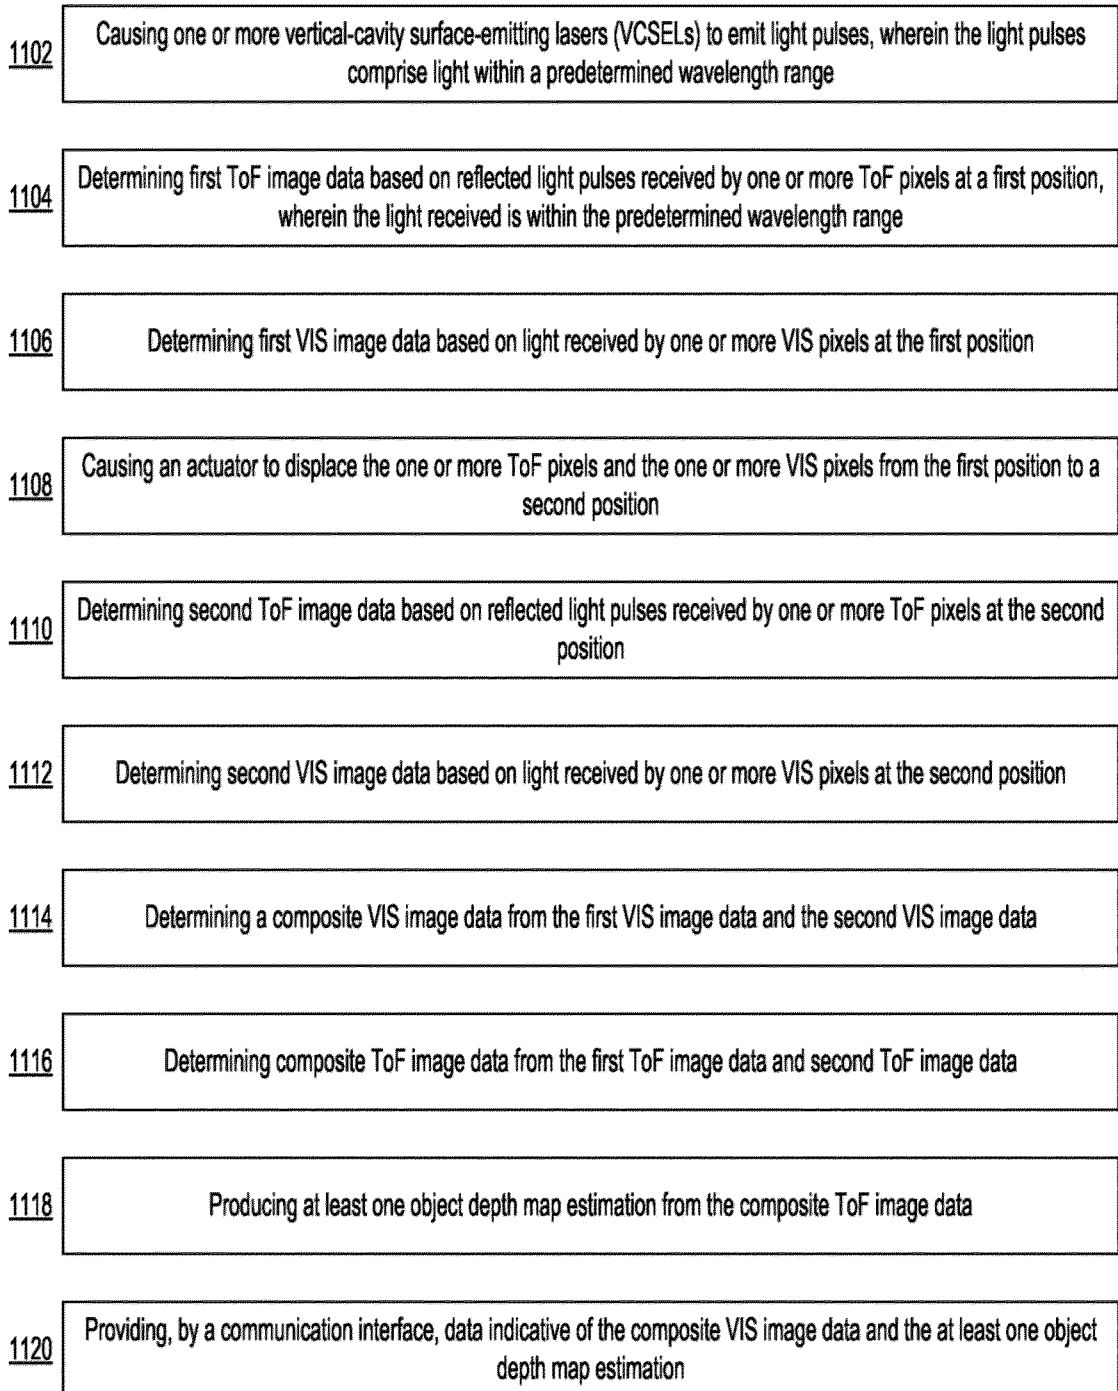 1102
Causing one or more vertical-cavity surface-emitting lasers (VCSELs) to emit light pulses, wherein the light pulses
comprise light within a predetermined wavelength range
1104
Determining first ToF image data based on reflected light pulses received by one or more ToF pixels at a first position,
wherein the light received is within the predetermined wavelength range
1106
Determining first VIS image data based on light received by one or more VIS pixels at the first position
1108
Causing an actuator to displace the one or more ToF pixels and the one or more VIS pixels from the first position to a
second position
1110
Determining second ToF image data based on reflected light pulses received by one or more ToF pixels at the second
position
1112
Determining second VIS image data based on light received by one or more VIS pixels at the second position
1114
Determining a composite VIS image data from the first VIS image data and the second VIS image data
1116
Determining composite ToF image data from the first ToF image data and second ToF image data
1118
Producing at least one object depth map estimation from the composite ToF image data
1120
Providing, by a communication interface, data indicative of the composite VIS image data and the at least one object
depth map estimation